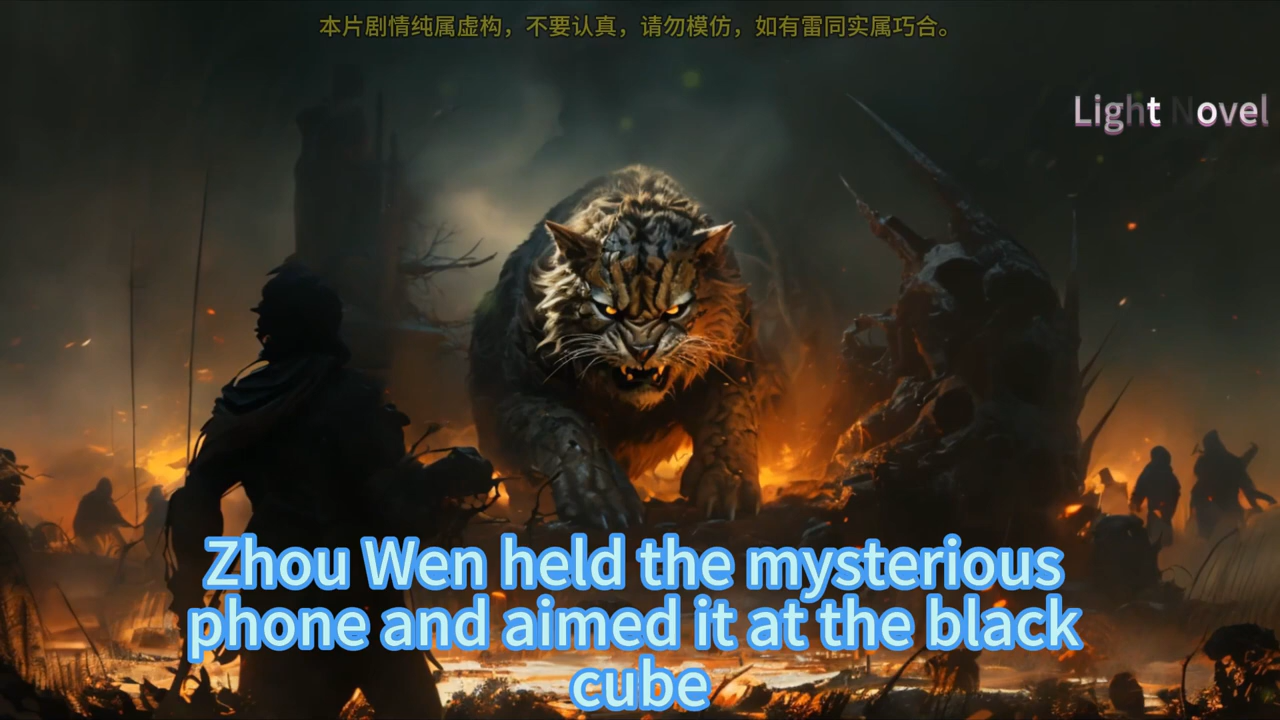 本片剧情纯属虚构，不要认真，请勿模仿，如有雷同实属巧合。
Light Novel
Zhou Wen held the mysterious
phone and aimed it at the black
cube